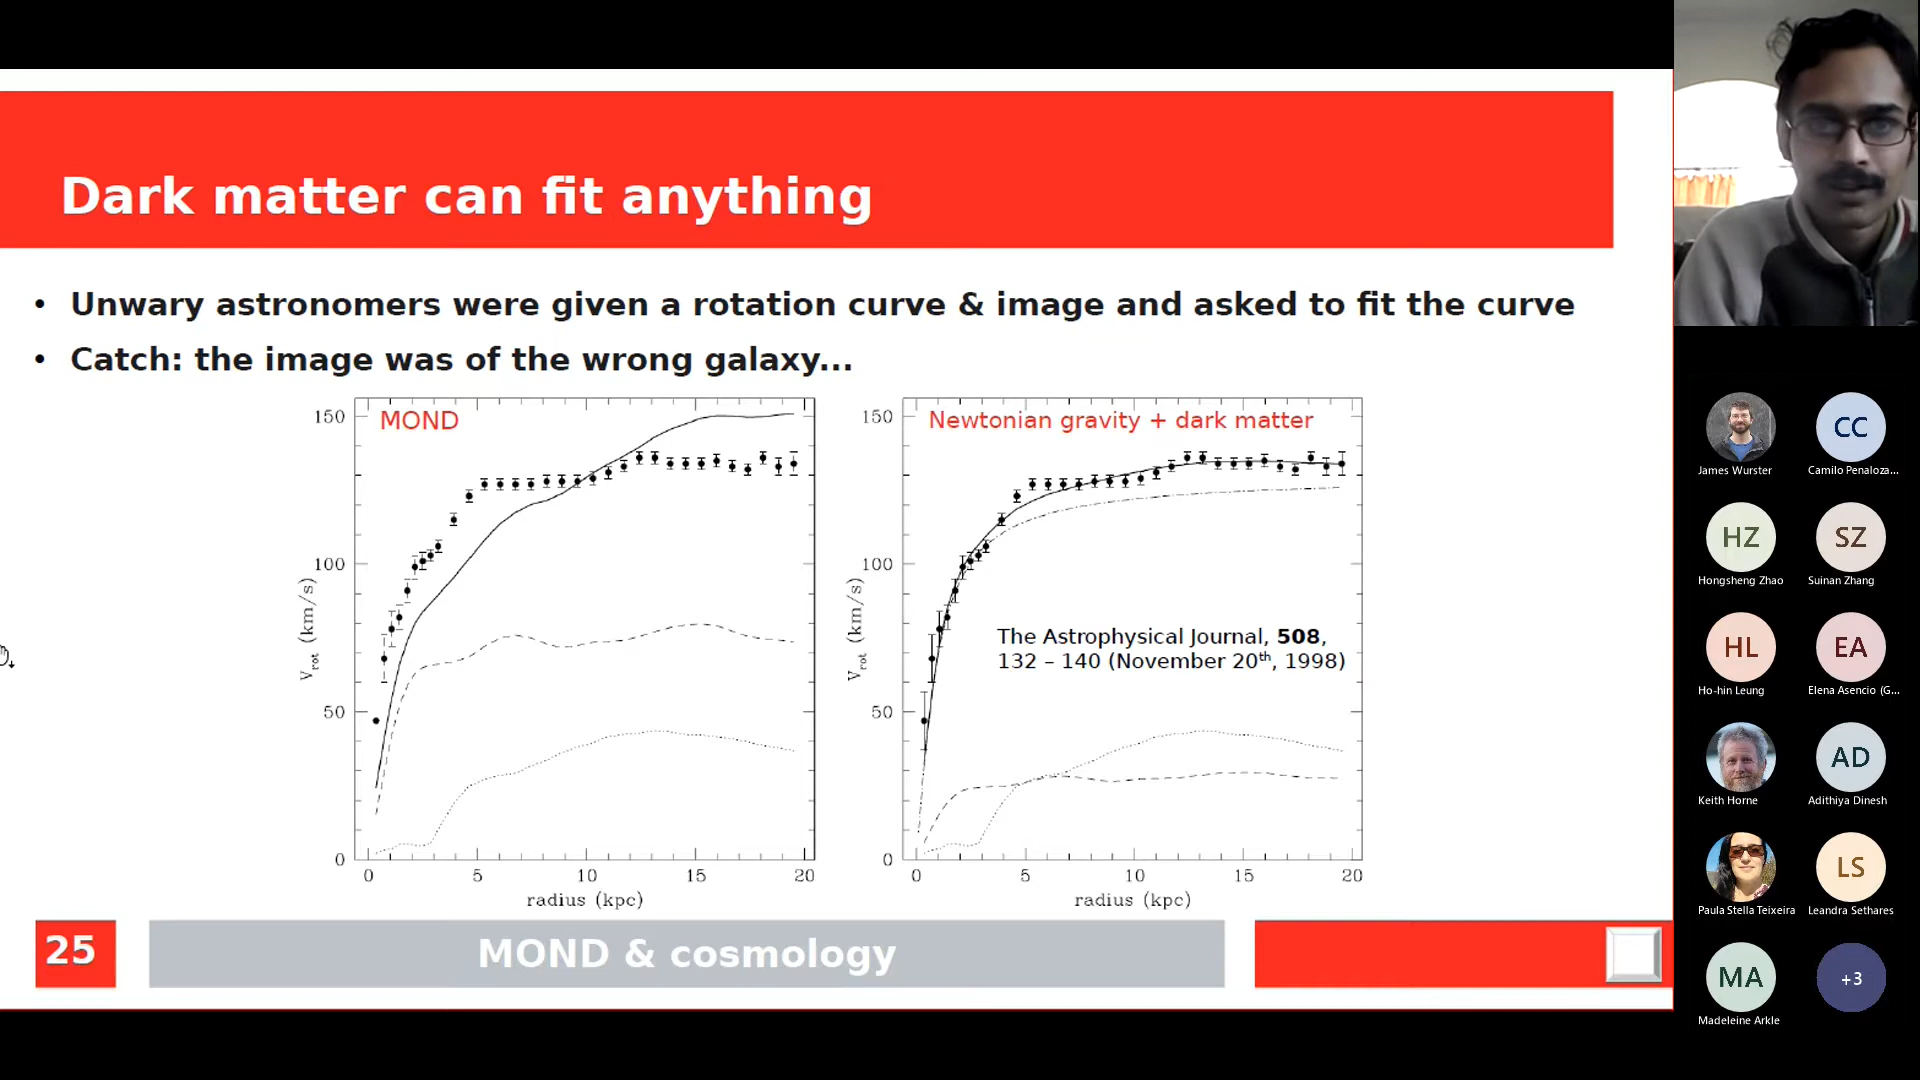 Dark matter can fit anything
• Unwary astronomers were given a rotation curve & image and asked to fit the curve
• Catch: the image was of the wrong galaxy...
MOND
150
100
50
0
V_rot (km/s)
0 5 10 15 20
radius (kpc)
Newtonian gravity + dark matter
150
100
50
0
V_rot (km/s)
The Astrophysical Journal, 508,
132 – 140 (November 20th, 1998)
0 5 10 15 20
radius (kpc)
25
MOND & cosmology
James Wurster
CC
Camilo Penaloza...
HZ
Hongsheng Zhao
SZ
Suinan Zhang
HL
Ho-hin Leung
EA
Elena Asencio (G...
Keith Horne
AD
Adithiya Dinesh
Paula Stella Teixeira
LS
Leandra Sethares
MA
Madeleine Arkle
+3